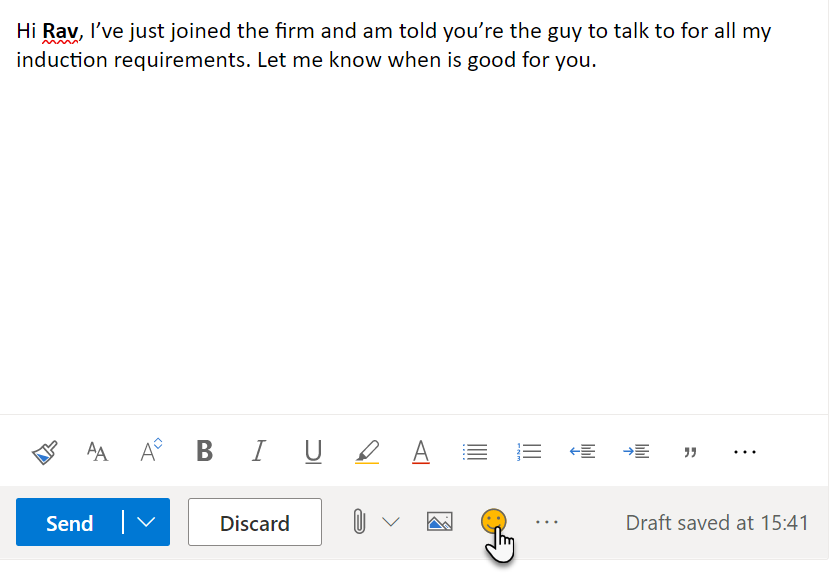 Hi Rav, I’ve just joined the firm and am told you’re the guy to talk to for all my
induction requirements. Let me know when is good for you.
Send
Discard
Draft saved at 15:41